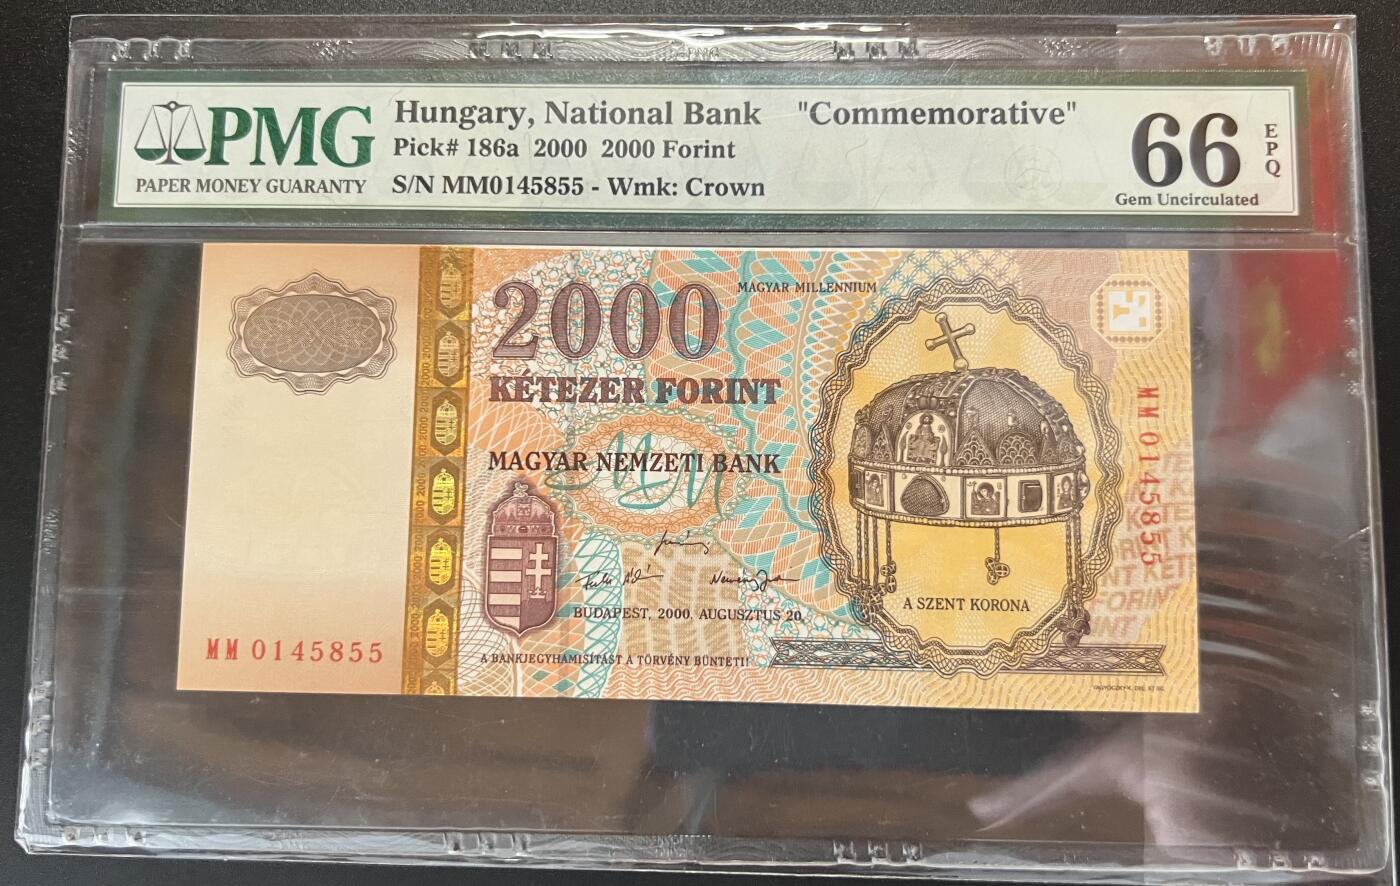 PMG
PAPER MONEY GUARANTY
Hungary, National Bank "Commemorative"
Pick# 186a 2000 2000 Forint
S/N MM0145855 - Wmk: Crown
66
EPQ
Gem Uncirculated
2000
MAGYAR MILLENNIUM
KÉTEZER FORINT
MAGYAR NEMZETI BANK
MM
BUDAPEST, 2000. AUGUSZTUS 20.
A BANKJEGYHAMISÍTÁST A TÖRVÉNY BÜNTETI!
A SZENT KORONA
MM 0145855
MM 0145855